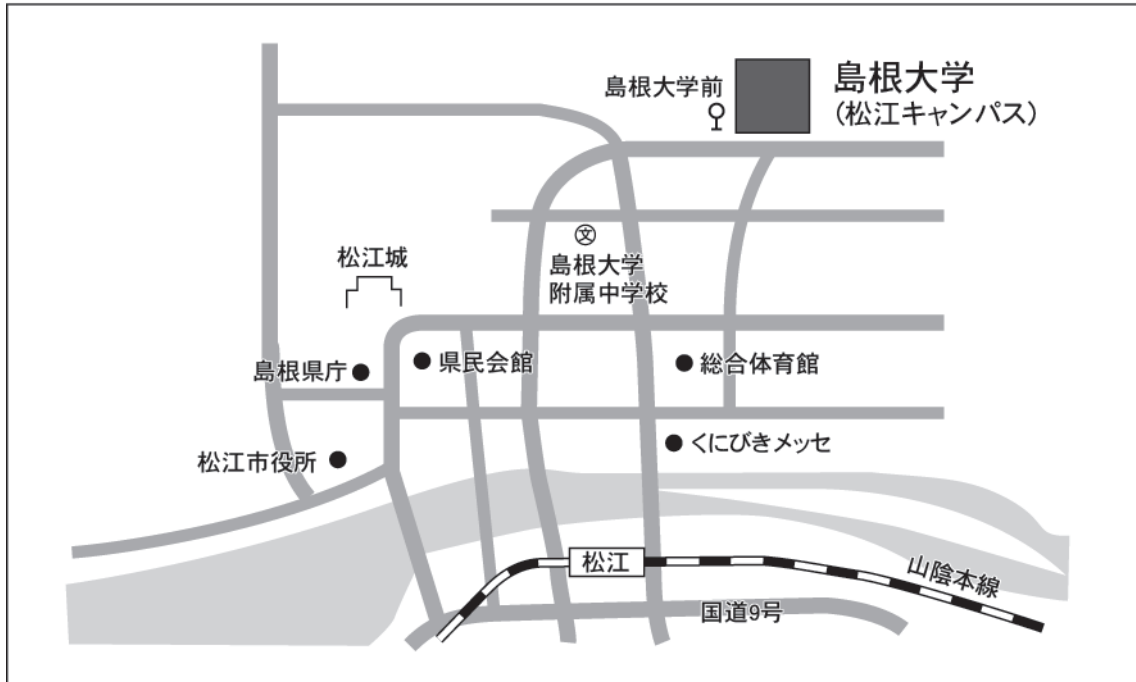 島根大学前
島根大学
(松江キャンパス)
文
島根大学
附属中学校
松江城
島根県庁
県民会館
総合体育館
松江市役所
くにびきメッセ
松江
山陰本線
国道9号